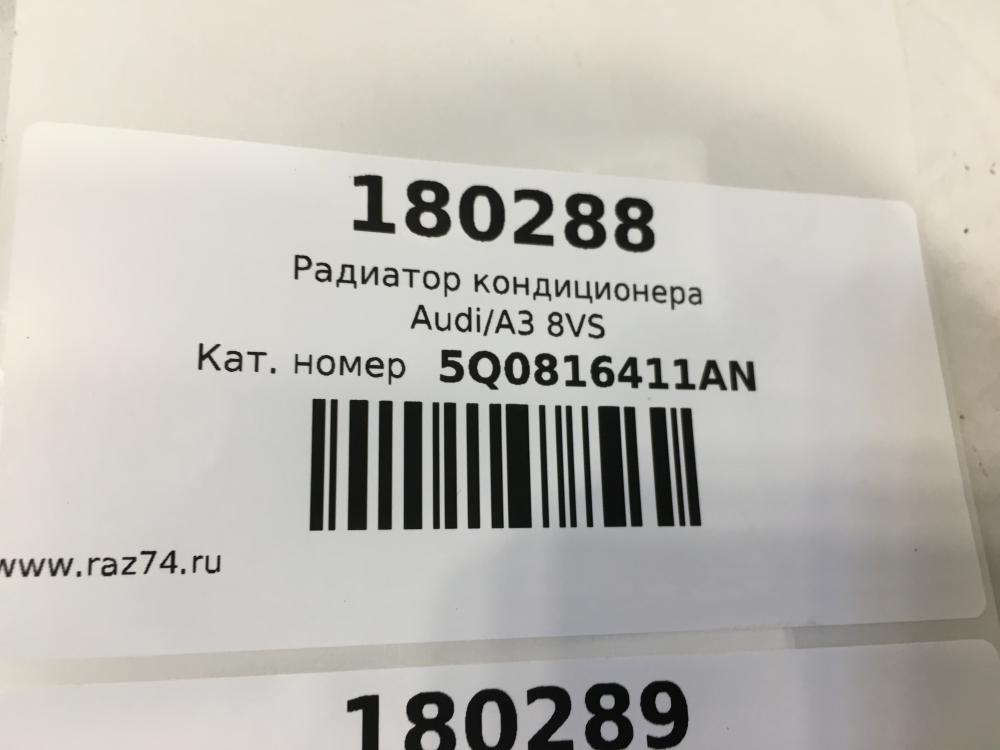 180288
Радиатор кондиционера
Audi/A3 8VS
Кат. номер 5Q0816411AN
www.raz74.ru
180289